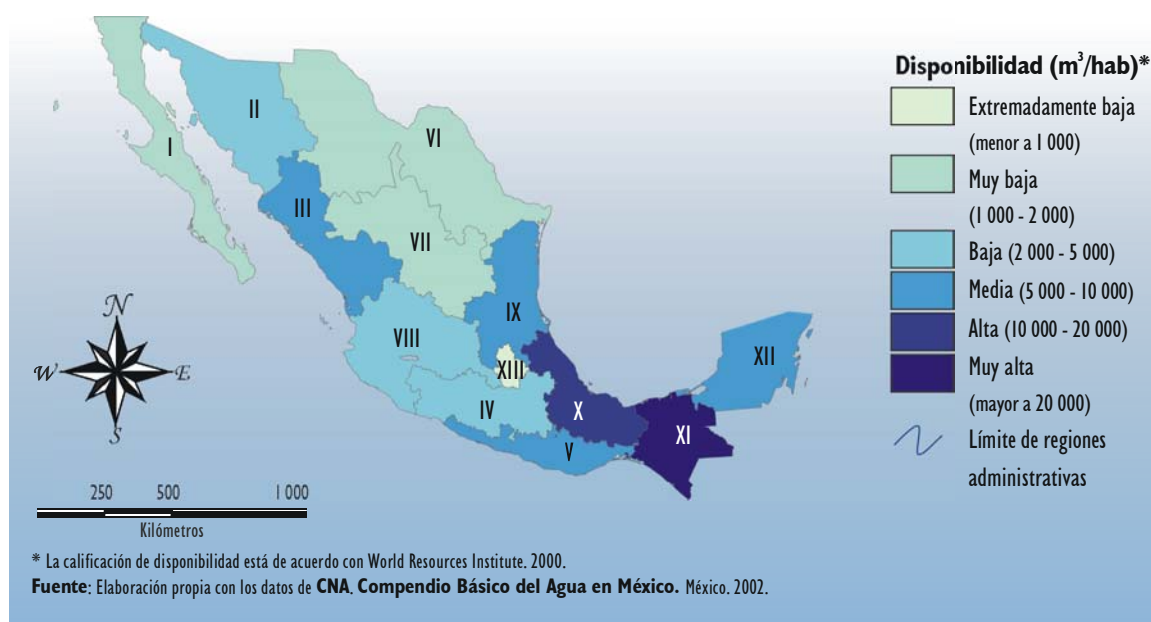 Disponibilidad (m³/hab)*
Extremadamente baja
(menor a 1 000)
Muy baja
(1 000 - 2 000)
Baja (2 000 - 5 000)
Media (5 000 - 10 000)
Alta (10 000 - 20 000)
Muy alta
(mayor a 20 000)
Límite de regiones
administrativas
I
II
III
VI
VII
VIII
IX
XIII
IV
X
V
XI
XII
N
W
E
S
250 500 1 000
Kilómetros
* La calificación de disponibilidad está de acuerdo con World Resources Institute. 2000.
Fuente: Elaboración propia con los datos de CNA. Compendio Básico del Agua en México. México. 2002.